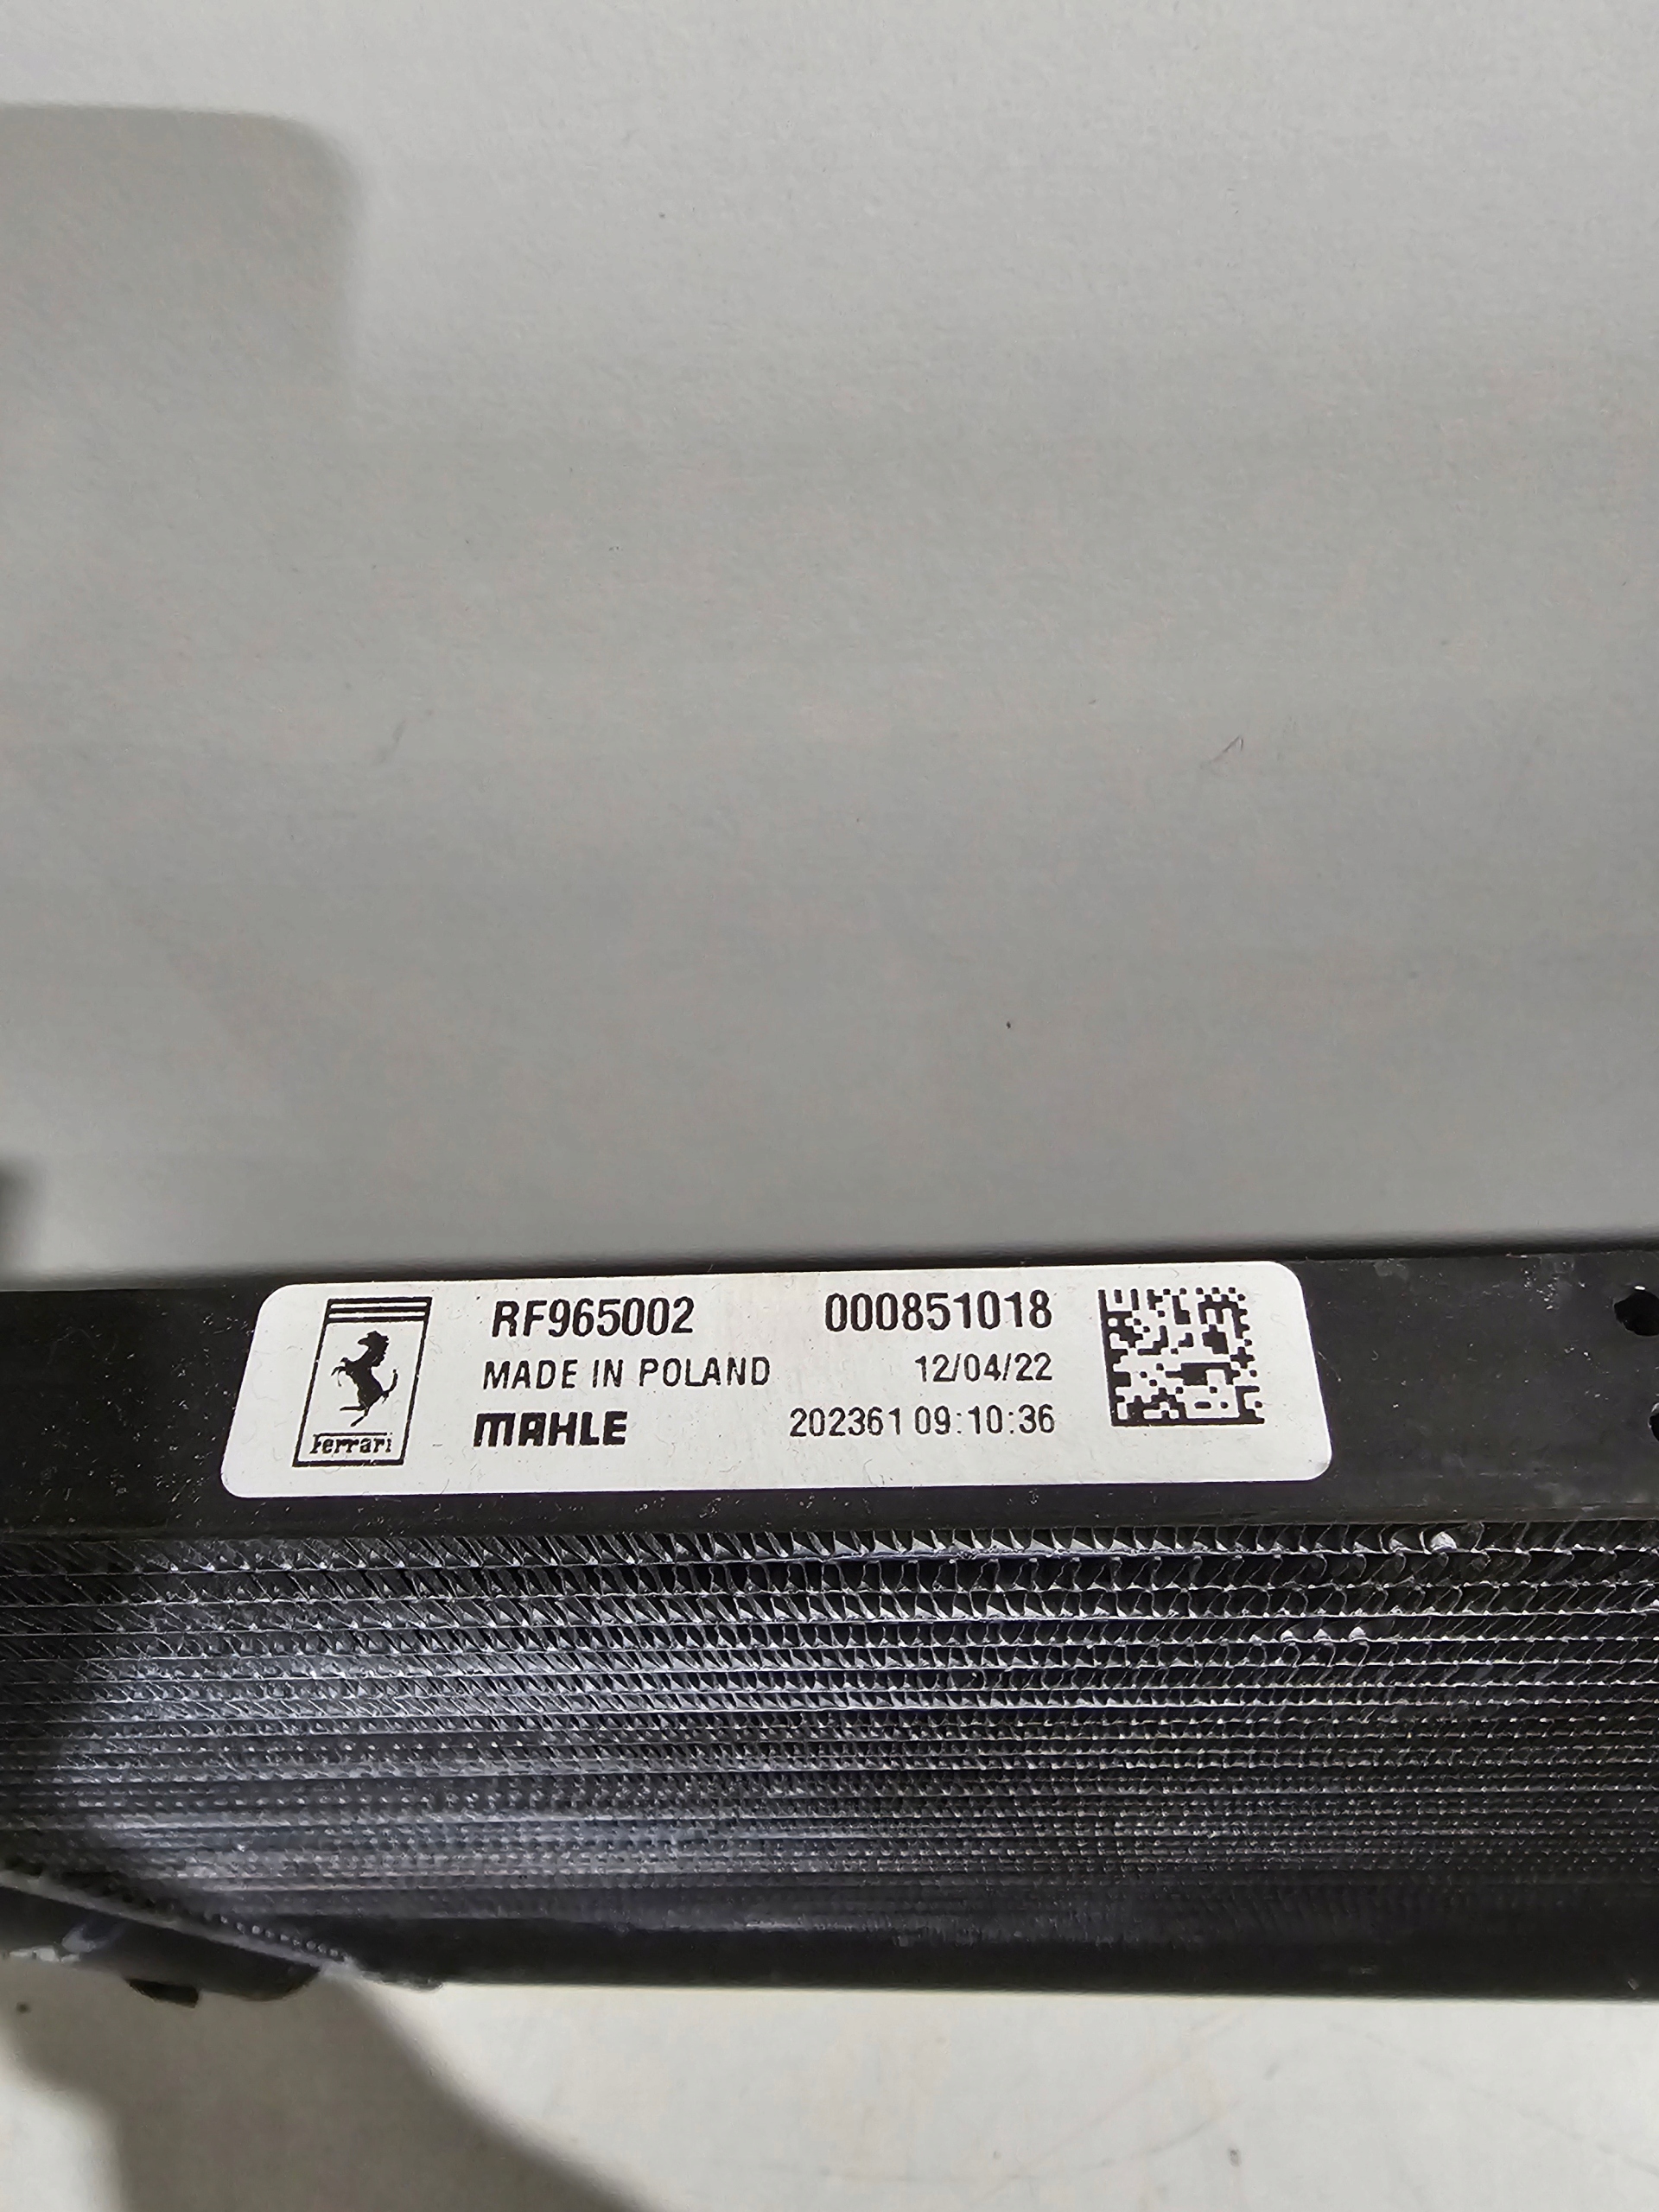 RF965002 000851018
MADE IN POLAND 12/04/22
MAHLE 202361 09:10:36
Ferrari